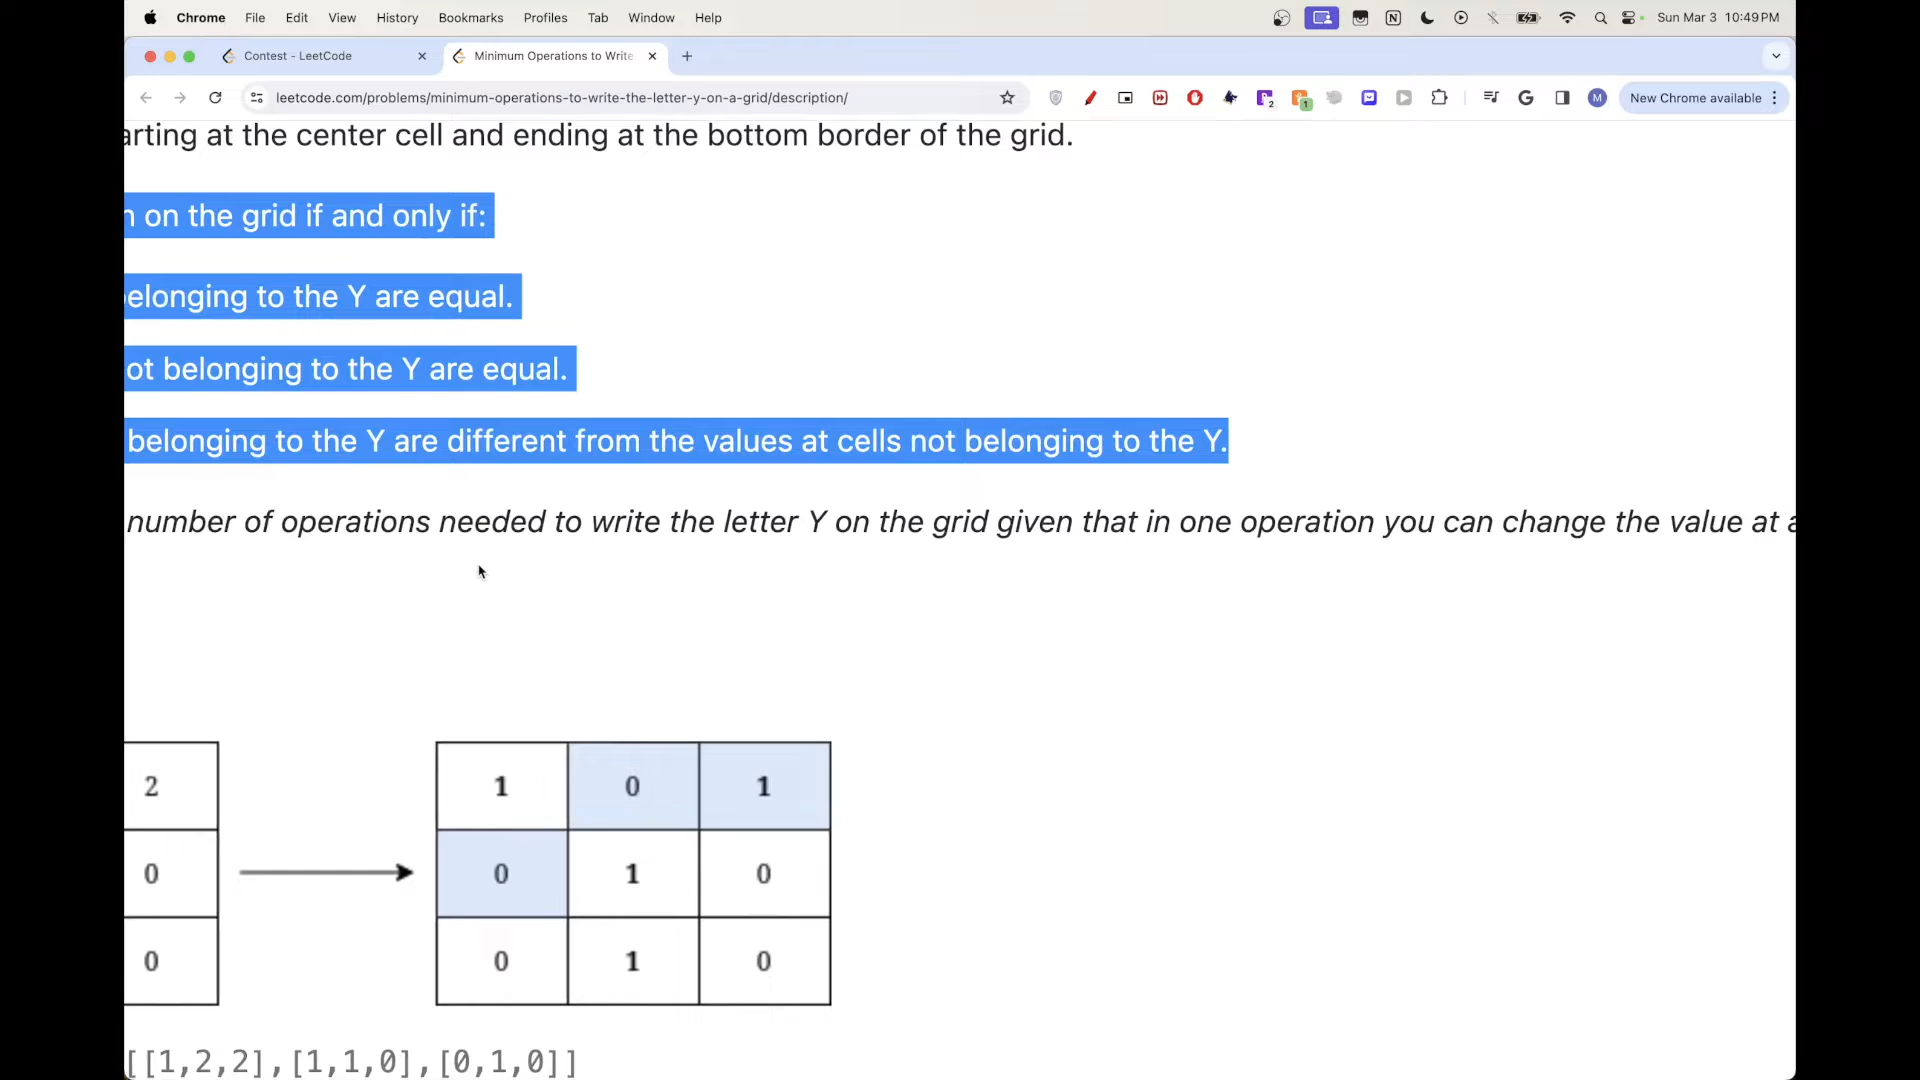 Chrome File Edit View History Bookmarks Profiles Tab Window Help Sun Mar 3 10:49 PM
Contest - LeetCode
Minimum Operations to Write
leetcode.com/problems/minimum-operations-to-write-the-letter-y-on-a-grid/description/
2
1
New Chrome available
arting at the center cell and ending at the bottom border of the grid.
n on the grid if and only if:
belonging to the Y are equal.
ot belonging to the Y are equal.
belonging to the Y are different from the values at cells not belonging to the Y.
number of operations needed to write the letter Y on the grid given that in one operation you can change the value at a
2 1 0 1
0 0 1 0
0 0 1 0
[[1,2,2],[1,1,0],[0,1,0]]